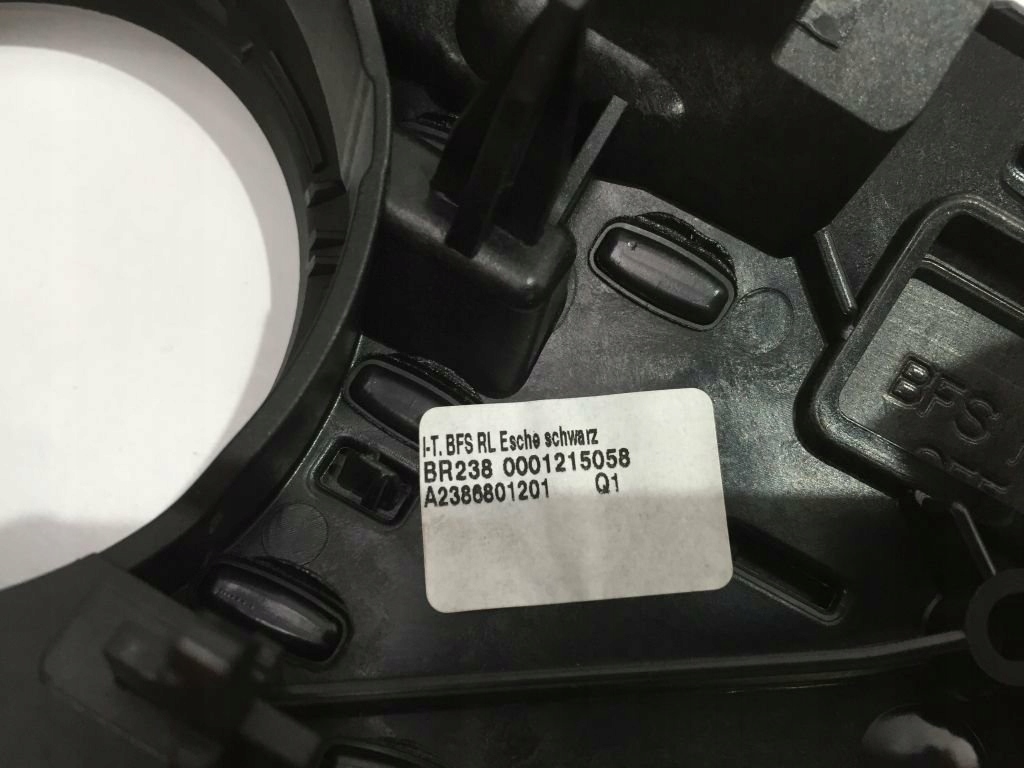 I-T. BFS RL Esche schwarz
BR238 0001215058
A2386801201 Q1
BFS